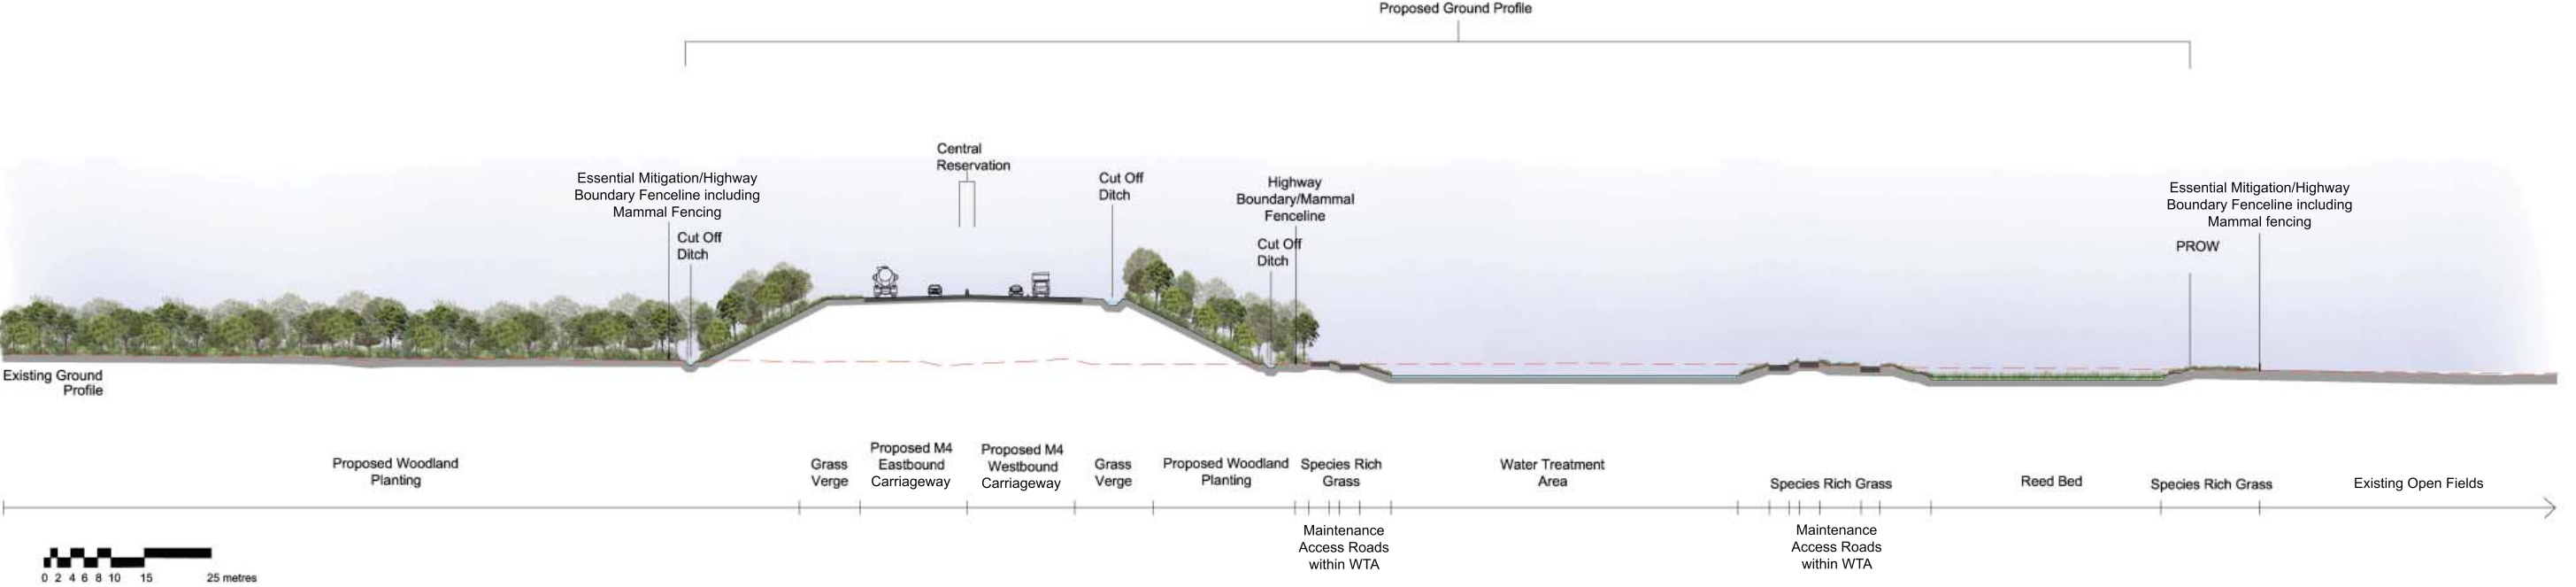 Proposed Ground Profile
Central
Reservation
Essential Mitigation/Highway
Boundary Fenceline including
Mammal Fencing
Cut Off
Ditch
Cut Off
Ditch
Highway
Boundary/Mammal
Fenceline
Cut Off
Ditch
Essential Mitigation/Highway
Boundary Fenceline including
Mammal fencing
PROW
Existing Ground
Profile
Proposed Woodland
Planting
Grass
Verge
Proposed M4
Eastbound
Carriageway
Proposed M4
Westbound
Carriageway
Grass
Verge
Proposed Woodland
Planting
Species Rich
Grass
Water Treatment
Area
Species Rich Grass
Reed Bed
Species Rich Grass
Existing Open Fields
Maintenance
Access Roads
within WTA
Maintenance
Access Roads
within WTA
0 2 4 6 8 10 15 25 metres